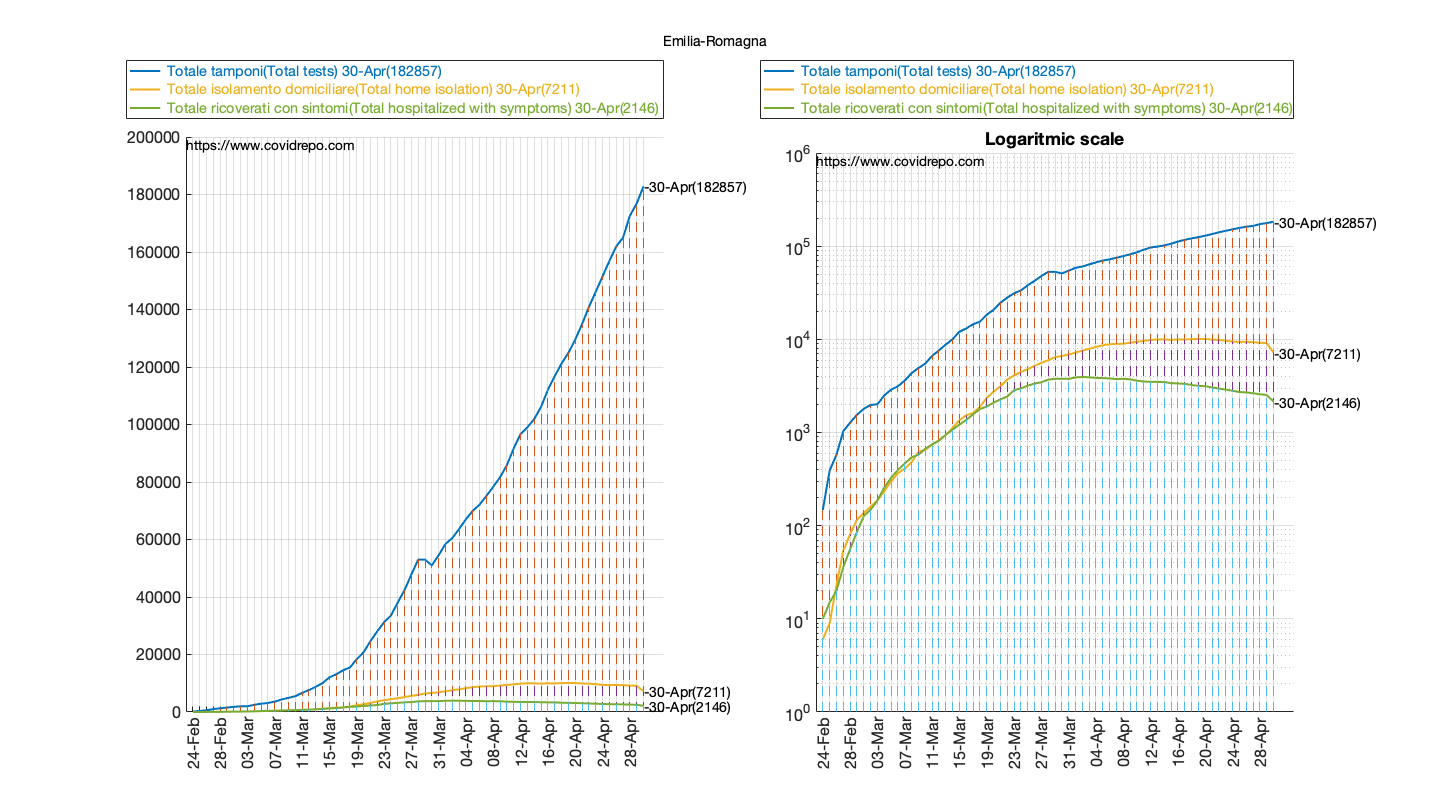 Emilia-Romagna
Totale tamponi(Total tests) 30-Apr(182857)
Totale isolamento domiciliare(Total home isolation) 30-Apr(7211)
Totale ricoverati con sintomi(Total hospitalized with symptoms) 30-Apr(2146)
200000
180000
160000
140000
120000
100000
80000
60000
40000
20000
0
https://www.covidrepo.com
-30-Apr(182857)
-30-Apr(7211)
-30-Apr(2146)
24-Feb
28-Feb
03-Mar
07-Mar
11-Mar
15-Mar
19-Mar
23-Mar
27-Mar
31-Mar
04-Apr
08-Apr
12-Apr
16-Apr
20-Apr
24-Apr
28-Apr
Totale tamponi(Total tests) 30-Apr(182857)
Totale isolamento domiciliare(Total home isolation) 30-Apr(7211)
Totale ricoverati con sintomi(Total hospitalized with symptoms) 30-Apr(2146)
Logaritmic scale
10^6
10^5
10^4
10^3
10^2
10^1
10^0
https://www.covidrepo.com
-30-Apr(182857)
-30-Apr(7211)
-30-Apr(2146)
24-Feb
28-Feb
03-Mar
07-Mar
11-Mar
15-Mar
19-Mar
23-Mar
27-Mar
31-Mar
04-Apr
08-Apr
12-Apr
16-Apr
20-Apr
24-Apr
28-Apr